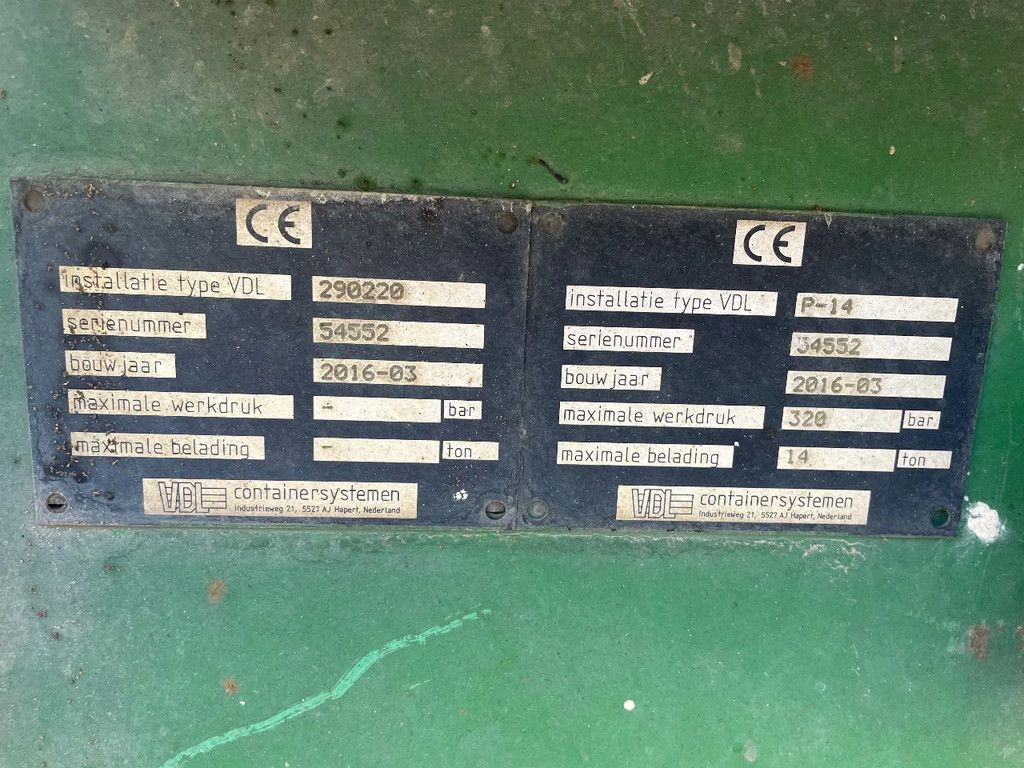 CE
installatie type VDL 290220
serienummer 54552
bouwjaar 2016-03
maximale werkdruk - bar
maximale belading - ton
VDL containersystemen
Industrieweg 21, 5527 AJ Hapert, Nederland
CE
installatie type VDL P-14
serienummer 54552
bouwjaar 2016-03
maximale werkdruk 320 bar
maximale belading 14 ton
VDL containersystemen
Industrieweg 21, 5527 AJ Hapert, Nederland